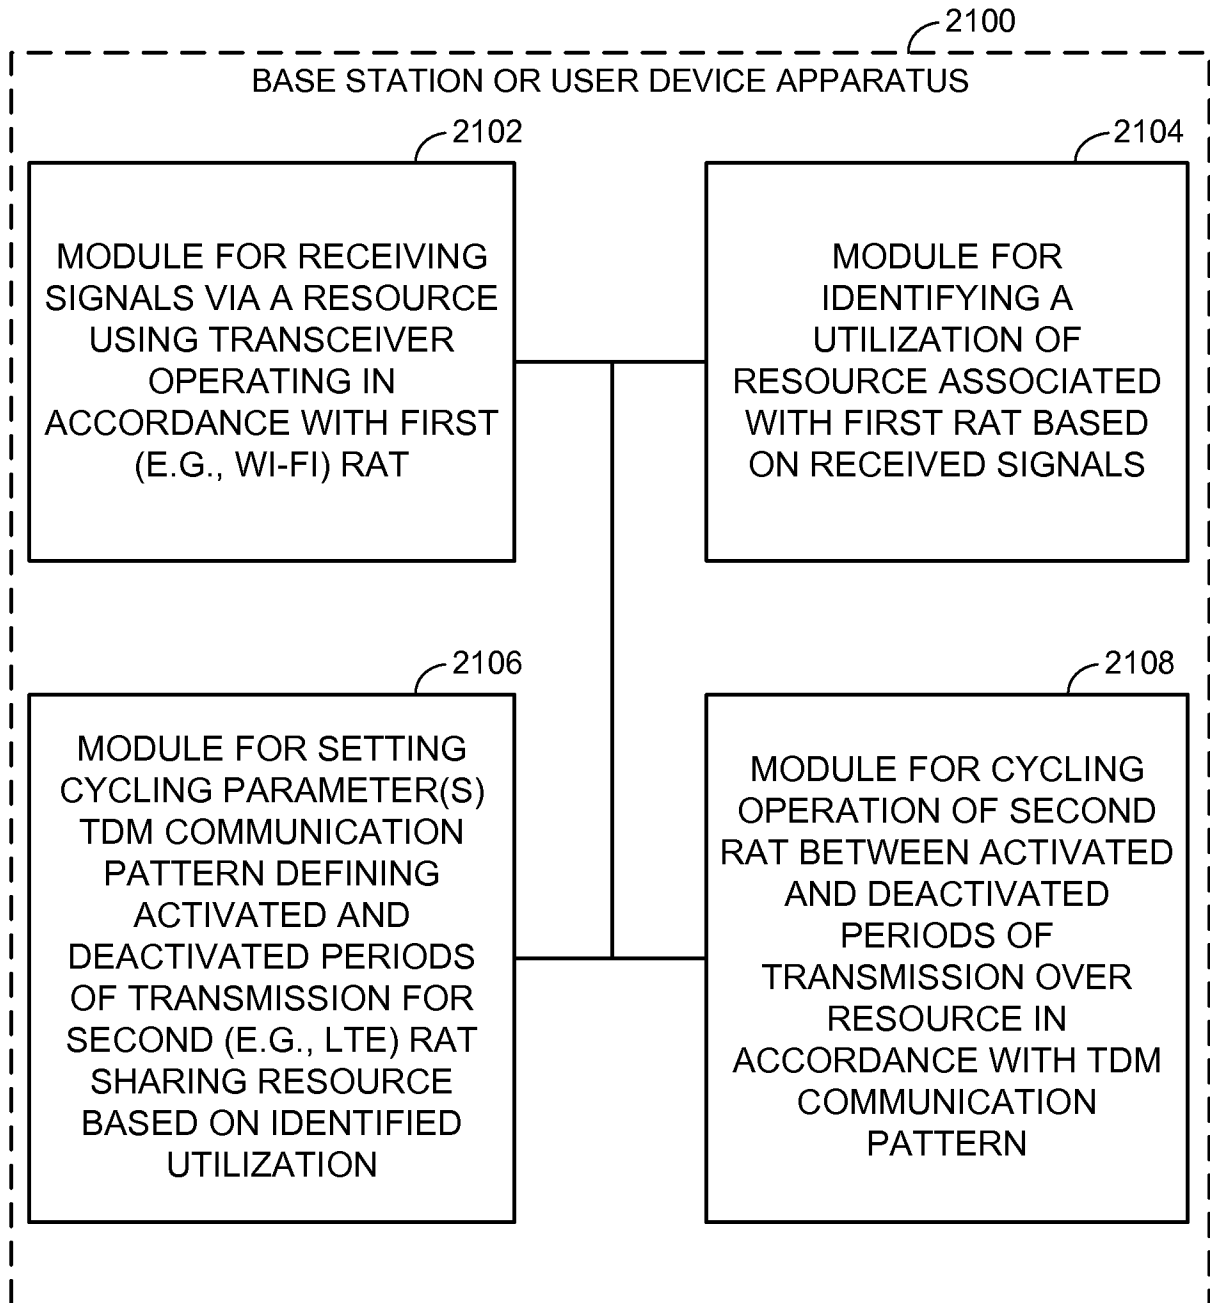 2100
BASE STATION OR USER DEVICE APPARATUS
2102
MODULE FOR RECEIVING
SIGNALS VIA A RESOURCE
USING TRANSCEIVER
OPERATING IN
ACCORDANCE WITH FIRST
(E.G., WI-FI) RAT
2104
MODULE FOR
IDENTIFYING A
UTILIZATION OF
RESOURCE ASSOCIATED
WITH FIRST RAT BASED
ON RECEIVED SIGNALS
2106
MODULE FOR SETTING
CYCLING PARAMETER(S)
TDM COMMUNICATION
PATTERN DEFINING
ACTIVATED AND
DEACTIVATED PERIODS
OF TRANSMISSION FOR
SECOND (E.G., LTE) RAT
SHARING RESOURCE
BASED ON IDENTIFIED
UTILIZATION
2108
MODULE FOR CYCLING
OPERATION OF SECOND
RAT BETWEEN ACTIVATED
AND DEACTIVATED
PERIODS OF
TRANSMISSION OVER
RESOURCE IN
ACCORDANCE WITH TDM
COMMUNICATION
PATTERN